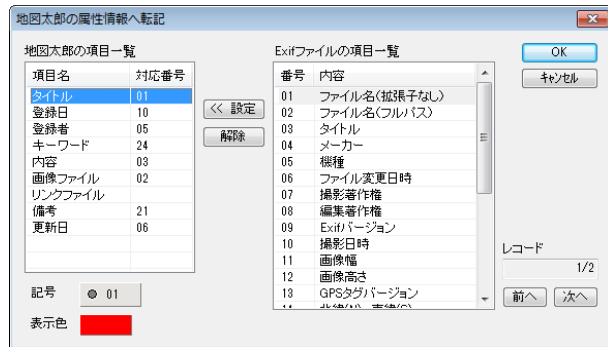 地図太郎の属性情報へ転記
地図太郎の項目一覧
項目名 対応番号
タイトル 01
登録日 10
登録者 05
キーワード 24
内容 03
画像ファイル 02
リンクファイル
備考 21
更新日 06
記号 01
表示色
<< 設定
解除
Exifファイルの項目一覧
番号 内容
01 ファイル名(拡張子なし)
02 ファイル名(フルパス)
03 タイトル
04 メーカー
05 機種
06 ファイル変更日時
07 撮影著作権
08 編集著作権
09 Exifバージョン
10 撮影日時
11 画像幅
12 画像高さ
13 GPSタグバージョン
OK
キャンセル
レコード
1/2
前へ 次へ